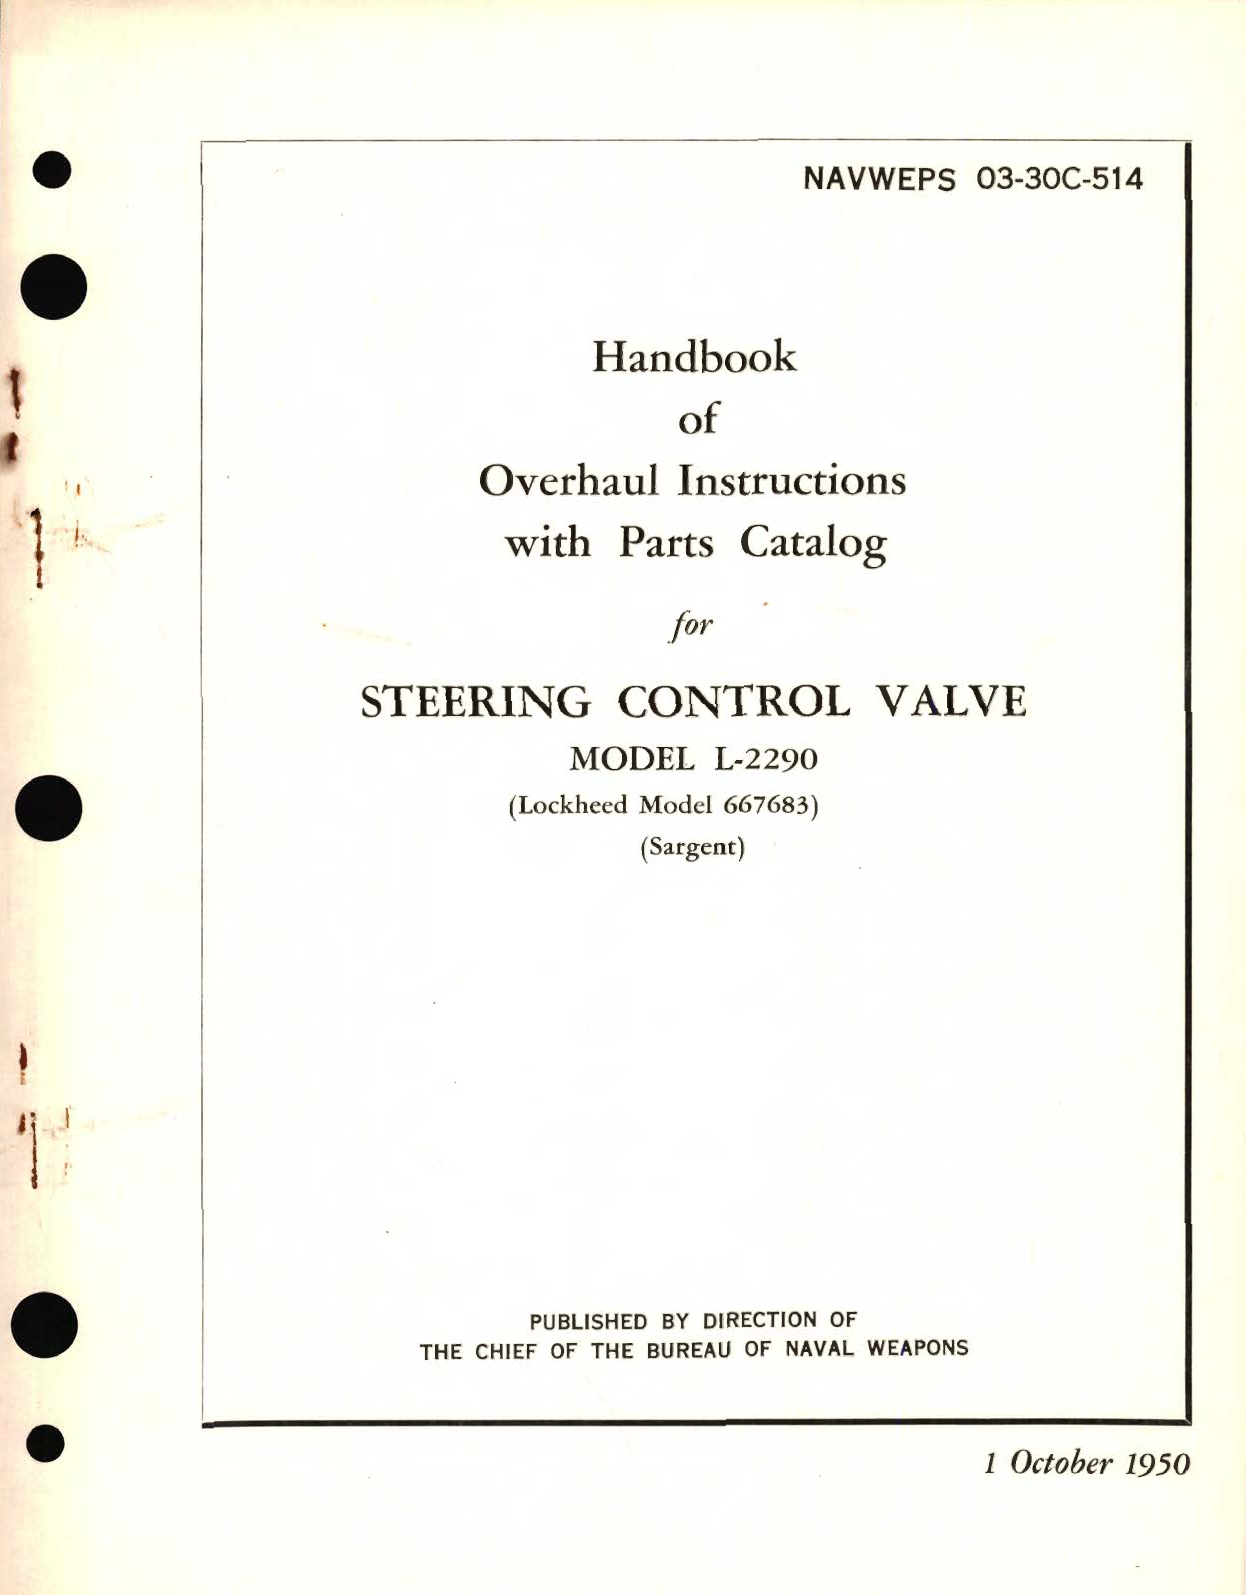 NAVWEPS 03-30C-514
Handbook
of
Overhaul Instructions
with Parts Catalog
for
STEERING CONTROL VALVE
MODEL L-2290
(Lockheed Model 667683)
(Sargent)
PUBLISHED BY DIRECTION OF
THE CHIEF OF THE BUREAU OF NAVAL WEAPONS
1 October 1950